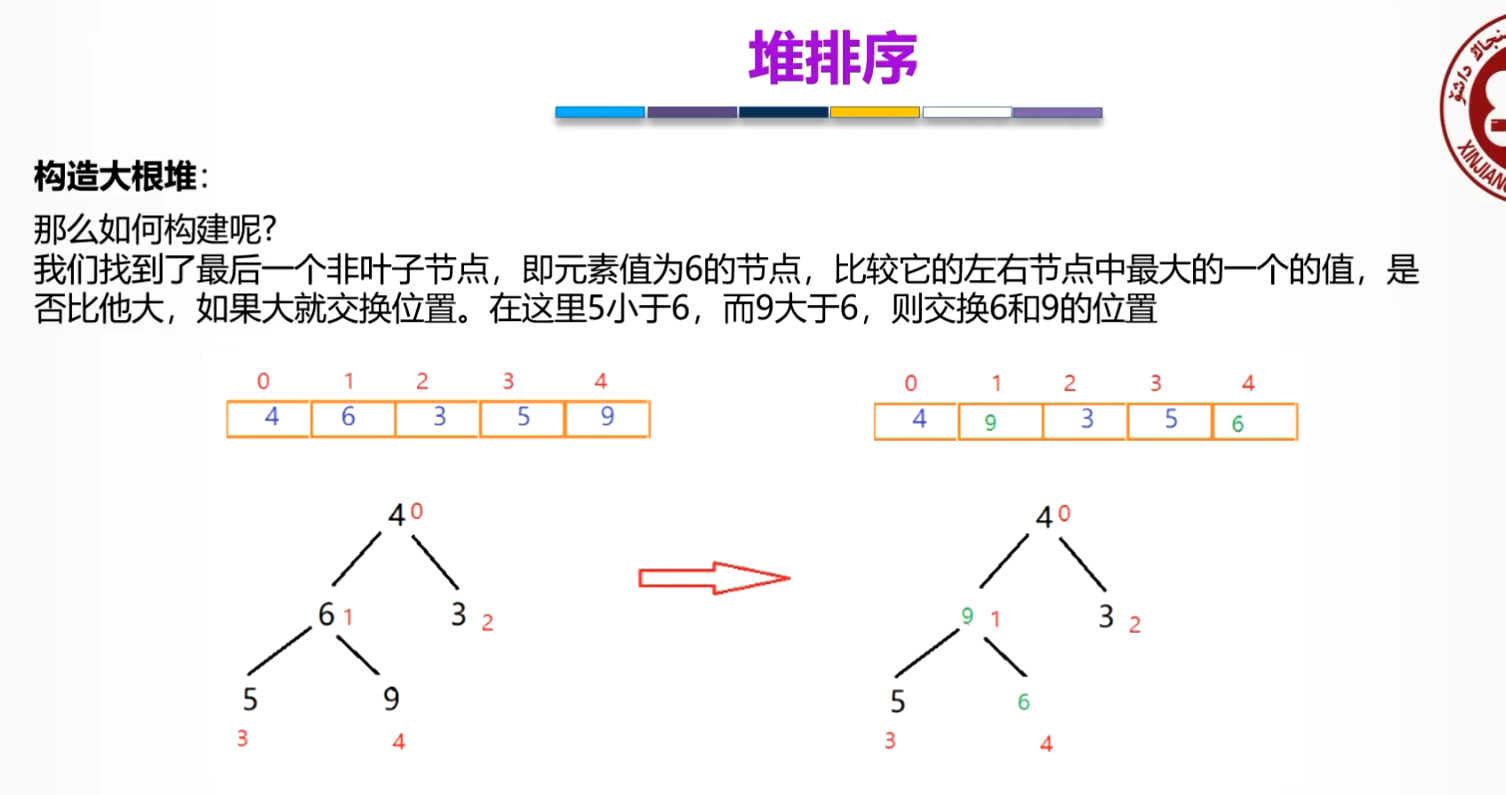 堆排序
构造大根堆：
那么如何构建呢?
我们找到了最后一个非叶子节点，即元素值为6的节点，比较它的左右节点中最大的一个的值，是
否比他大，如果大就交换位置。在这里5小于6，而9大于6，则交换6和9的位置
0 1 2 3 4
4 6 3 5 9
4 0
6 1 3 2
5 9
3 4
0 1 2 3 4
4 9 3 5 6
4 0
9 1 3 2
5 6
3 4